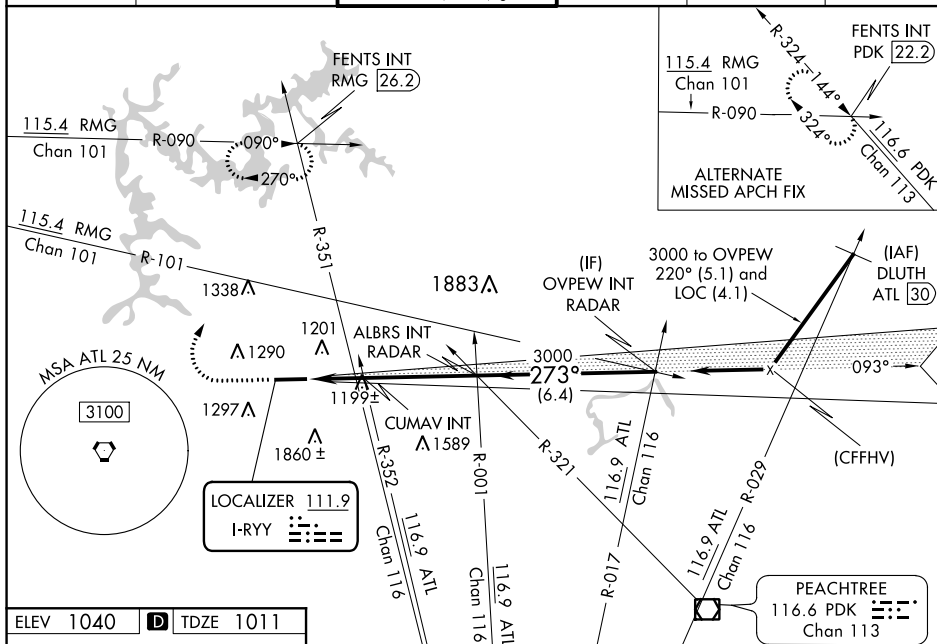 FENTS INT
RMG 26.2
115.4 RMG
Chan 101
R-090
090°
270°
R-324
144°
324°
FENTS INT
PDK 22.2
115.4 RMG
Chan 101
R-090
116.6 PDK
Chan 113
ALTERNATE
MISSED APCH FIX
115.4 RMG
Chan 101
R-101
R-351
1338
1883
(IF)
OVPEW INT
RADAR
3000 to OVPEW
220° (5.1) and
LOC (4.1)
(IAF)
DLUTH
ATL 30
1201
1290
ALBRS INT
RADAR
3000
273°
(6.4)
093°
MSA ATL 25 NM
3100
1297
1199±
CUMAV INT
1589
1860 ±
X
(CFFHV)
R-352
R-001
R-321
R-029
R-017
116.9 ATL
Chan 116
116.9 ATL
Chan 116
116.9 ATL
Chan 116
116.9 ATL
Chan 116
LOCALIZER 111.9
I-RYY
PEACHTREE
116.6 PDK
Chan 113
ELEV 1040 D TDZE 1011